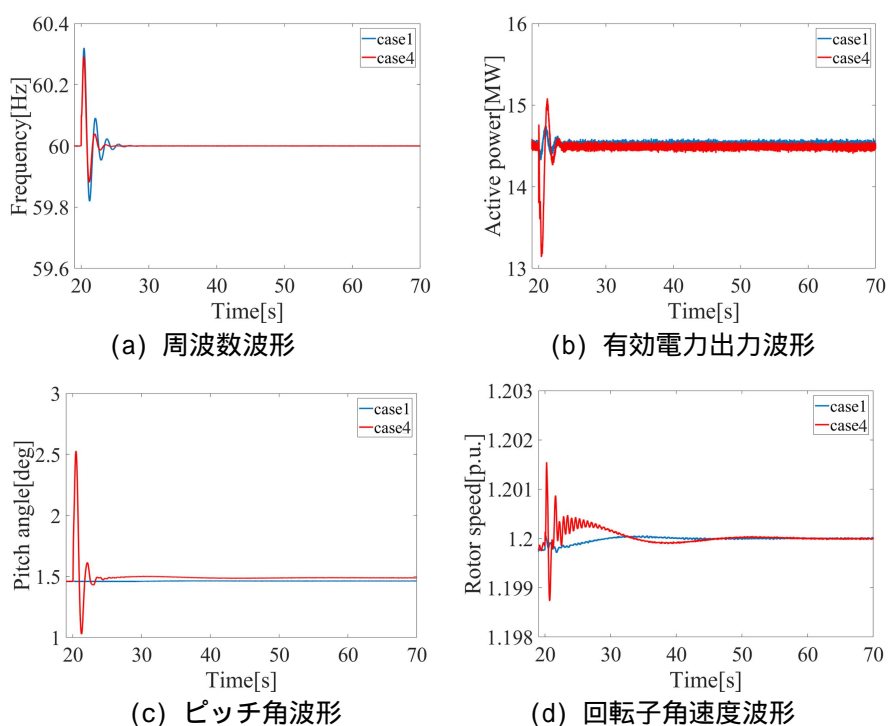 60.4
60.2
60
59.8
59.6
Frequency[Hz]
case1
case4
20 30 40 50 60 70
Time[s]
(a) 周波数波形
16
15
14
13
Active power[MW]
case1
case4
20 30 40 50 60 70
Time[s]
(b) 有効電力出力波形
3
2.5
2
1.5
1
Pitch angle[deg]
case1
case4
20 30 40 50 60 70
Time[s]
(c) ピッチ角波形
1.203
1.202
1.201
1.2
1.199
1.198
Rotor speed[p.u.]
case1
case4
20 30 40 50 60 70
Time[s]
(d) 回転子角速度波形